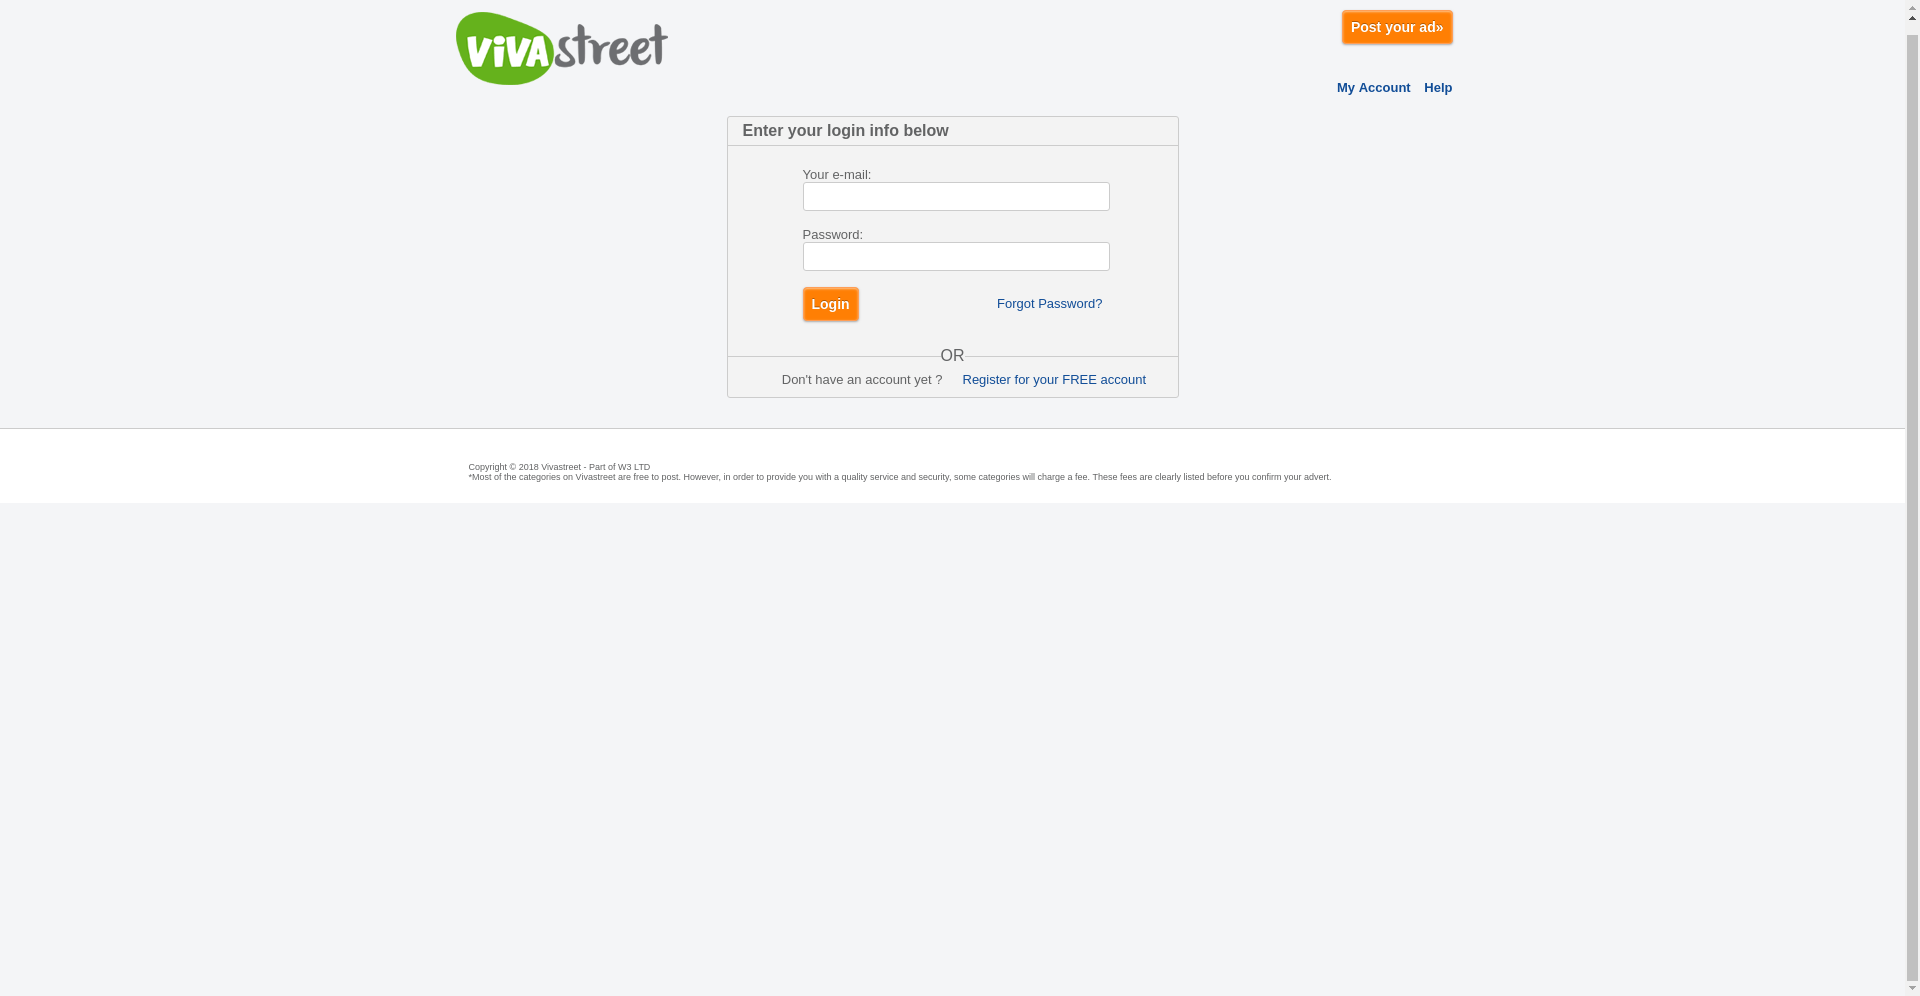 ViVAstreet
Post your ad»
My Account Help
Enter your login info below
Your e-mail:
Password:
Login Forgot Password?
OR
Don't have an account yet ? Register for your FREE account
Copyright © 2018 Vivastreet - Part of W3 LTD
*Most of the categories on Vivastreet are free to post. However, in order to provide you with a quality service and security, some categories will charge a fee. These fees are clearly listed before you confirm your advert.